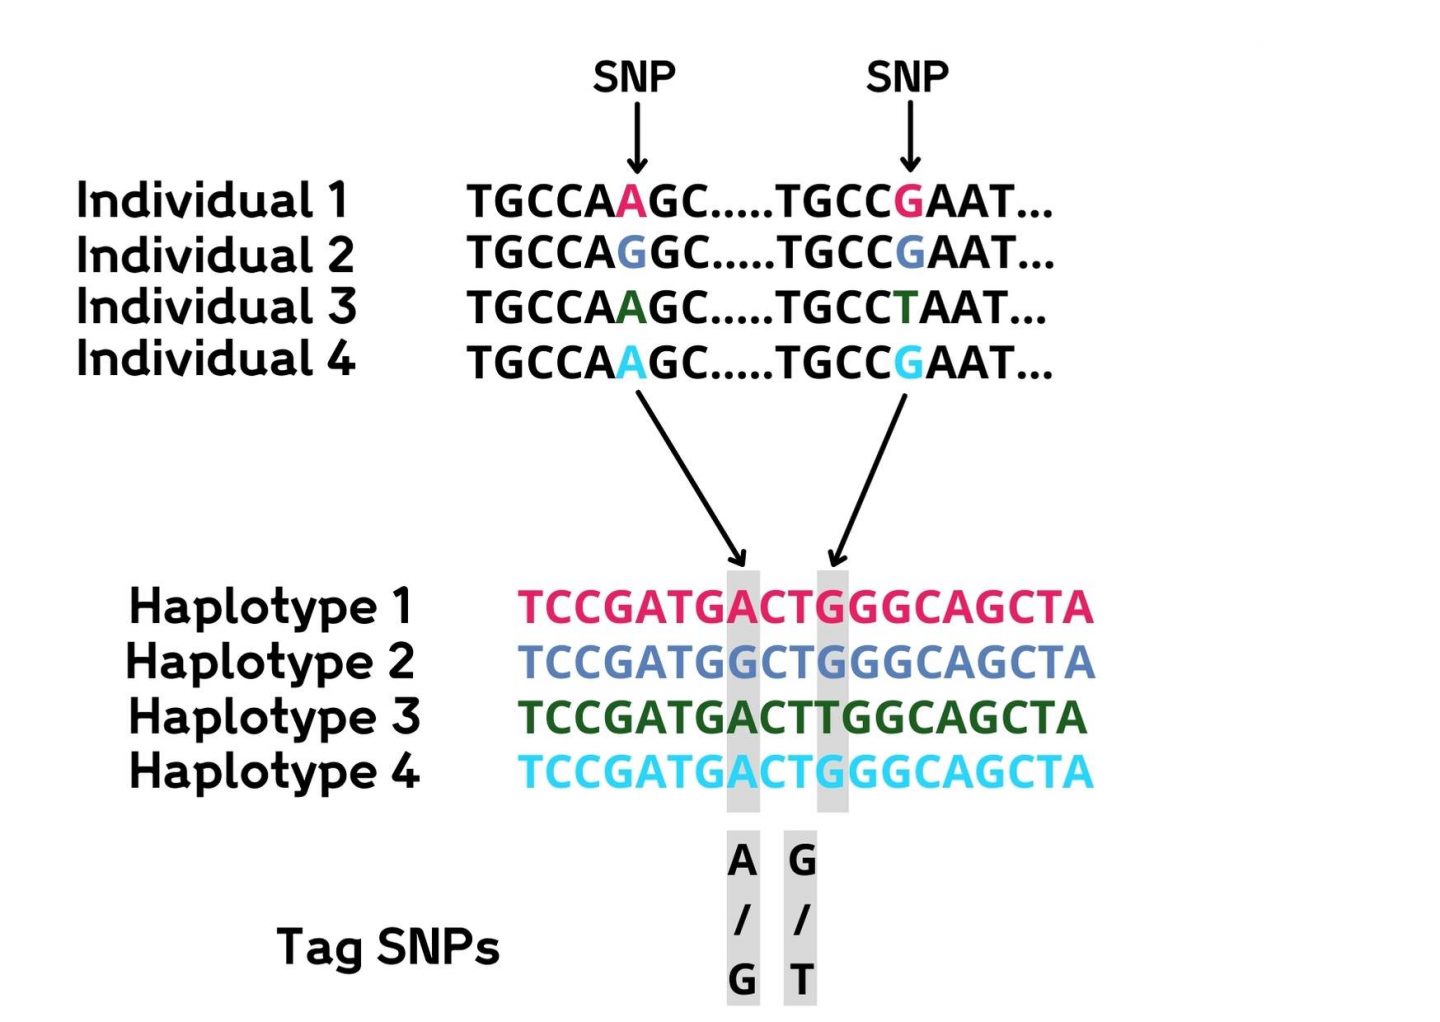 SNP SNP
Individual 1 TGCCAAGC.....TGCCGAAT...
Individual 2 TGCCAGGC.....TGCCGAAT...
Individual 3 TGCCAAGC.....TGCCTAAT...
Individual 4 TGCCAAGC.....TGCCGAAT...
Haplotype 1 TCCGATGACTGGGCAGCTA
Haplotype 2 TCCGATGGCTGGGCAGCTA
Haplotype 3 TCCGATGACTTGGCAGCTA
Haplotype 4 TCCGATGACTGGGCAGCTA
A G
/ /
Tag SNPs
G T